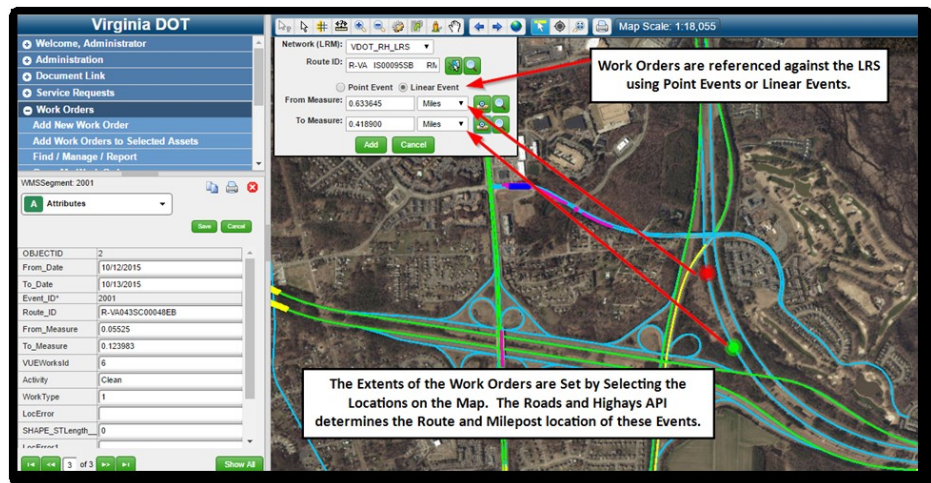 Virginia DOT
Welcome, Administrator
Administration
Document Link
Service Requests
Work Orders
Add New Work Order
Add Work Orders to Selected Assets
Find / Manage / Report
WMSSegment: 2001
A Attributes
Save Cancel
OBJECTID 2
From_Date 10/12/2015
To_Date 10/13/2015
Event_ID* 2001
Route_ID R-VA043SC00048EB
From_Measure 0.05525
To_Measure 0.123983
VUEWorksId 6
Activity Clean
WorkType 1
LocError
SHAPE_STLength_ 0
LocError1
3 of 3 Show All
Map Scale: 1:18,055
Network (LRM): VDOT_RH_LRS
Route ID: R-VA IS00095SB
Point Event Linear Event
From Measure: 0.633645 Miles
To Measure: 0.418900 Miles
Add Cancel
Work Orders are referenced against the LRS
using Point Events or Linear Events.
The Extents of the Work Orders are Set by Selecting the
Locations on the Map. The Roads and Highays API
determines the Route and Milepost location of these Events.